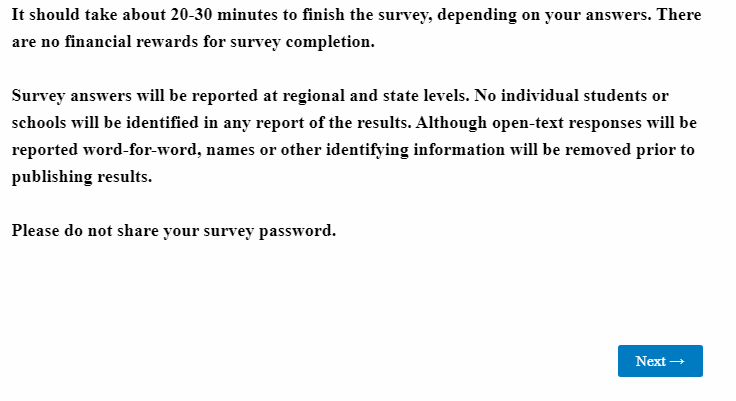 It should take about 20-30 minutes to finish the survey, depending on your answers. There
are no financial rewards for survey completion.
Survey answers will be reported at regional and state levels. No individual students or
schools will be identified in any report of the results. Although open-text responses will be
reported word-for-word, names or other identifying information will be removed prior to
publishing results.
Please do not share your survey password.
Next →